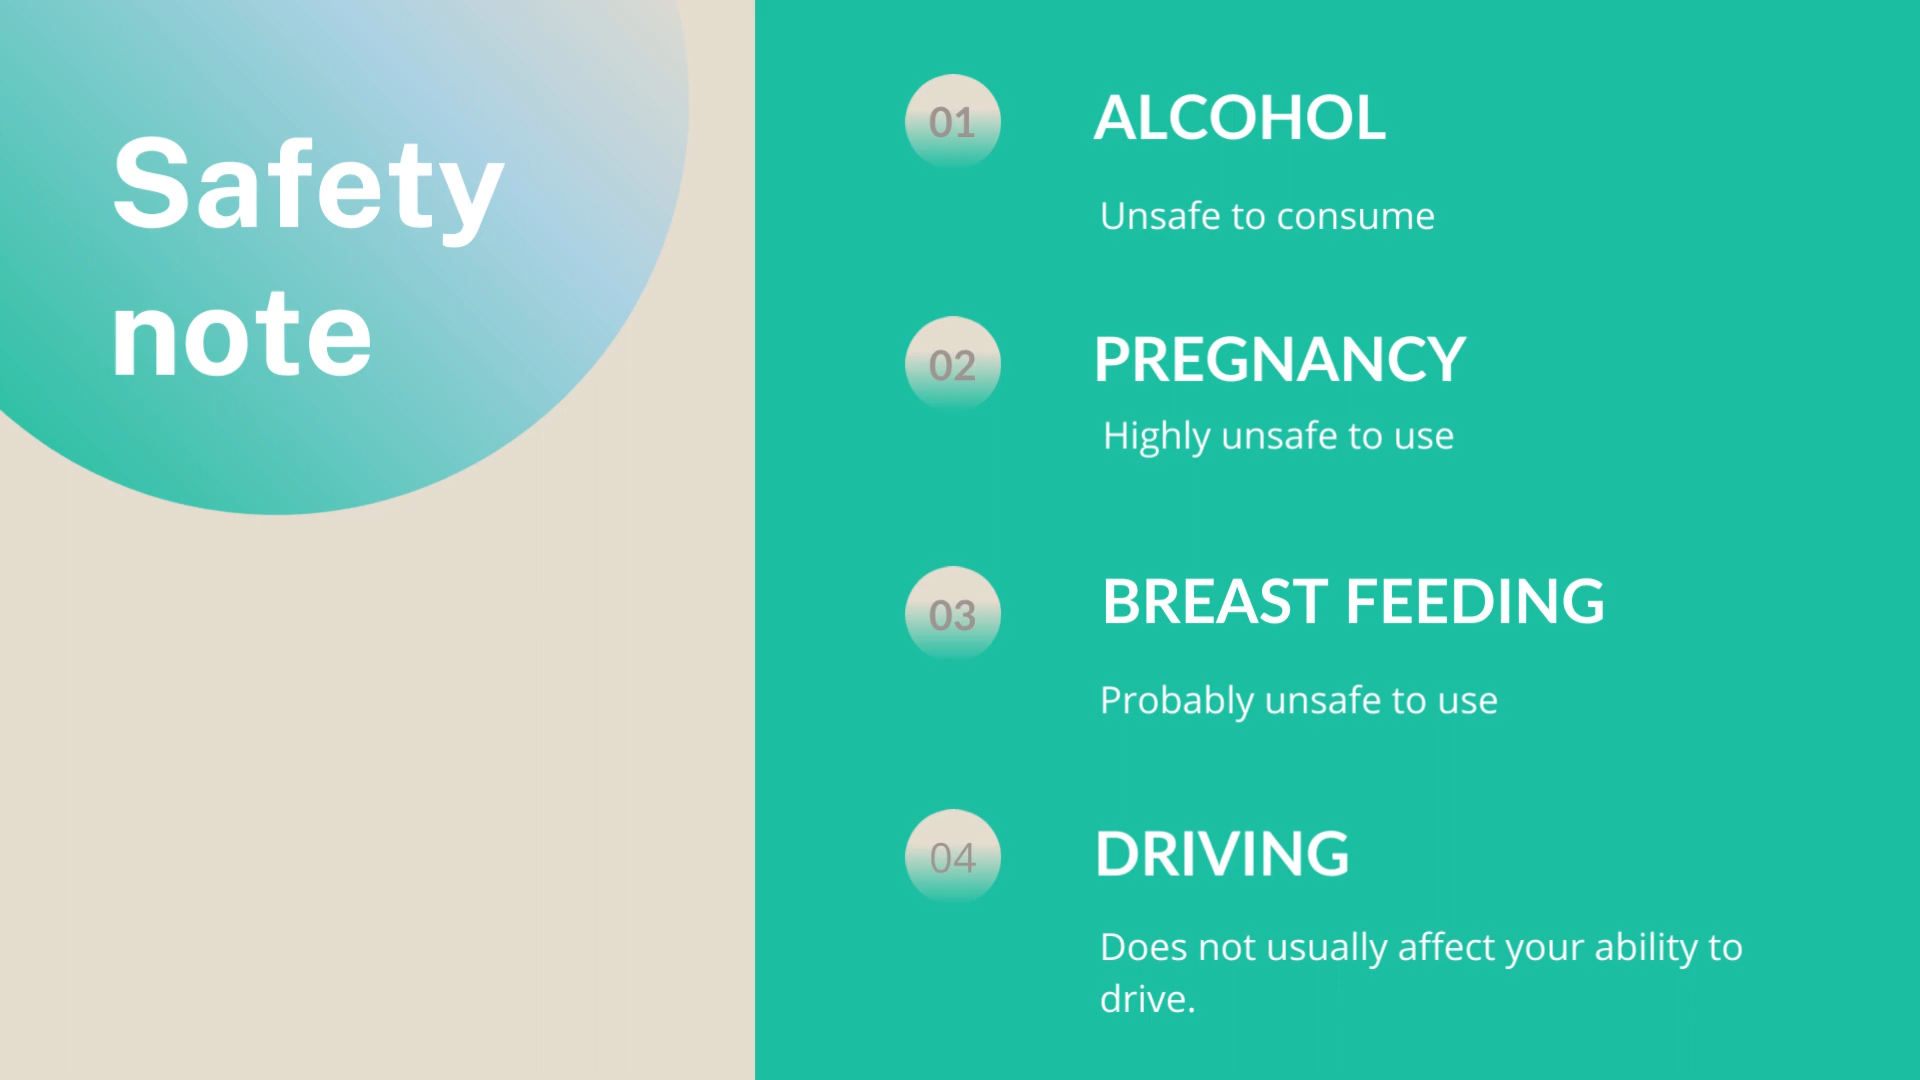 Safety
note
01
ALCOHOL
Unsafe to consume
02
PREGNANCY
Highly unsafe to use
03
BREAST FEEDING
Probably unsafe to use
04
DRIVING
Does not usually affect your ability to
drive.